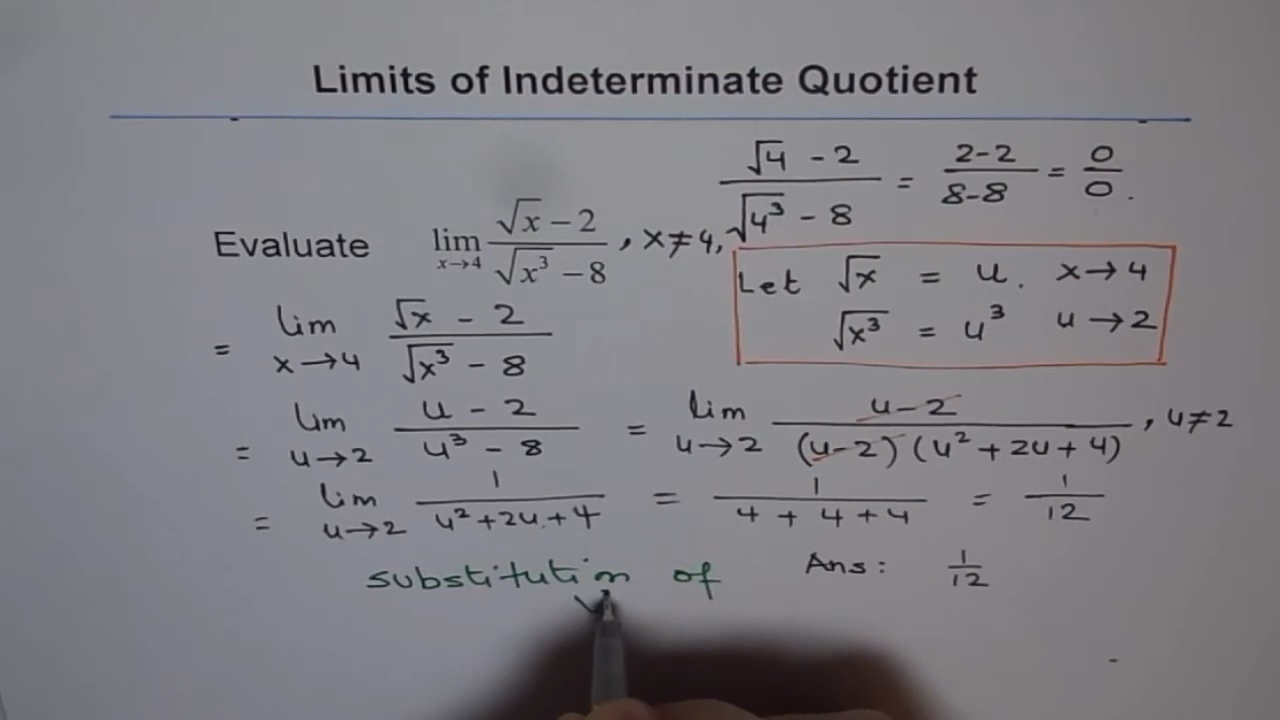 Limits of Indeterminate Quotient
√4 - 2 / √4³ - 8 = 2-2 / 8-8 = 0/0.
Evaluate lim x→4 √x – 2 / √x³ – 8 , x≠4,
Let √x = u. x→4
√x³ = u³ u→2
= lim x→4 √x - 2 / √x³ - 8
= lim u→2 u - 2 / u³ - 8 = lim u→2 u-2 / (u-2)(u²+2u+4) , u≠2
= lim u→2 1 / u²+2u+4 = 1 / 4+4+4 = 1/12
substitution of Ans: 1/12